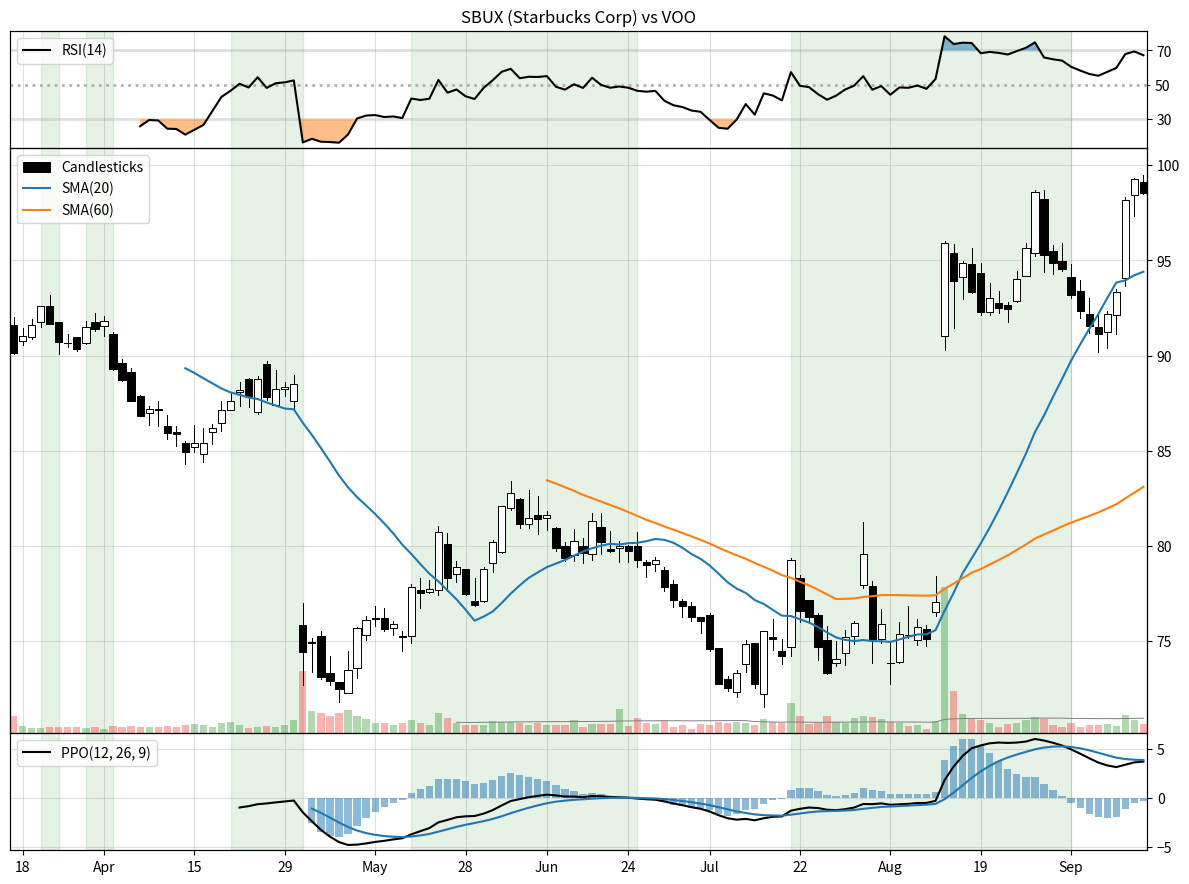 SBUX (Starbucks Corp) vs VOO
RSI(14)
70
50
30
Candlesticks
SMA(20)
SMA(60)
100
95
90
85
80
75
PPO(12, 26, 9)
5
0
−5
18 Apr 15 29 May 28 Jun 24 Jul 22 Aug 19 Sep